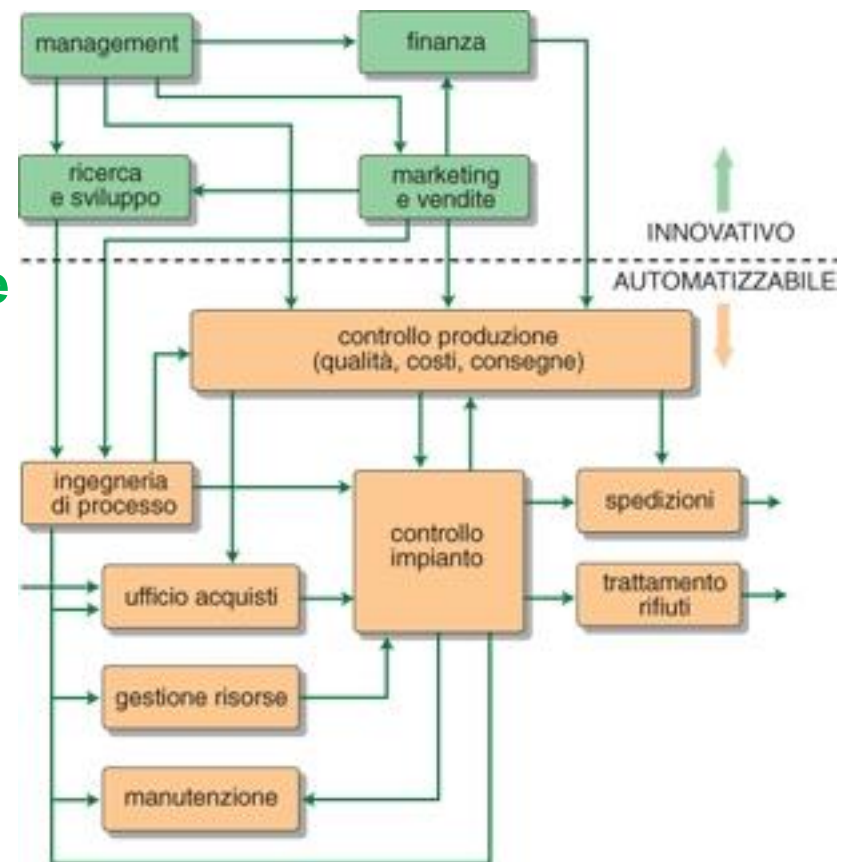 management
finanza
ricerca
e sviluppo
marketing
e vendite
INNOVATIVO
e
AUTOMATIZZABILE
controllo produzione
(qualità, costi, consegne)
ingegneria
di processo
controllo
impianto
spedizioni
ufficio acquisti
trattamento
rifiuti
gestione risorse
manutenzione